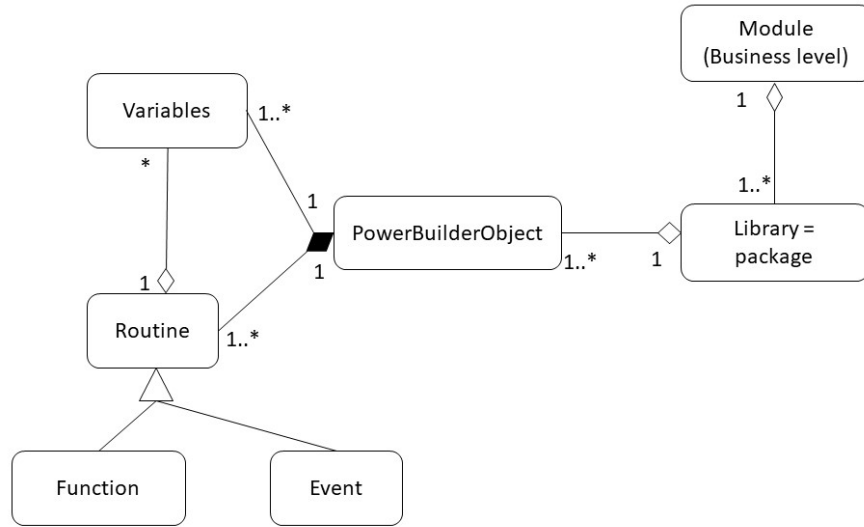 Module
(Business level)
Variables
1..*
1
*
1..*
1
PowerBuilderObject
Library =
package
1
1..*
1
1
Routine
1..*
Function
Event